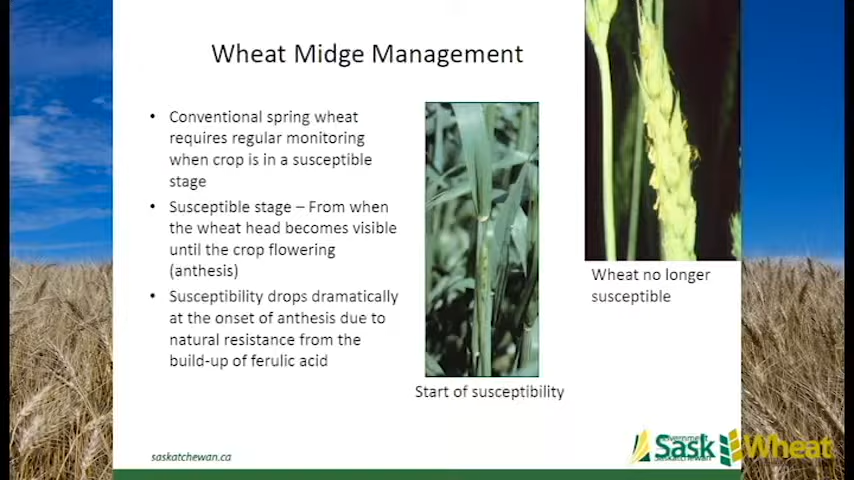 Wheat Midge Management
• Conventional spring wheat
requires regular monitoring
when crop is in a susceptible
stage
• Susceptible stage – From when
the wheat head becomes visible
until the crop flowering
(anthesis)
• Susceptibility drops dramatically
at the onset of anthesis due to
natural resistance from the
build-up of ferulic acid
Start of susceptibility
Wheat no longer
susceptible
saskatchewan.ca
Government
Saskatchewan
Sask Wheat